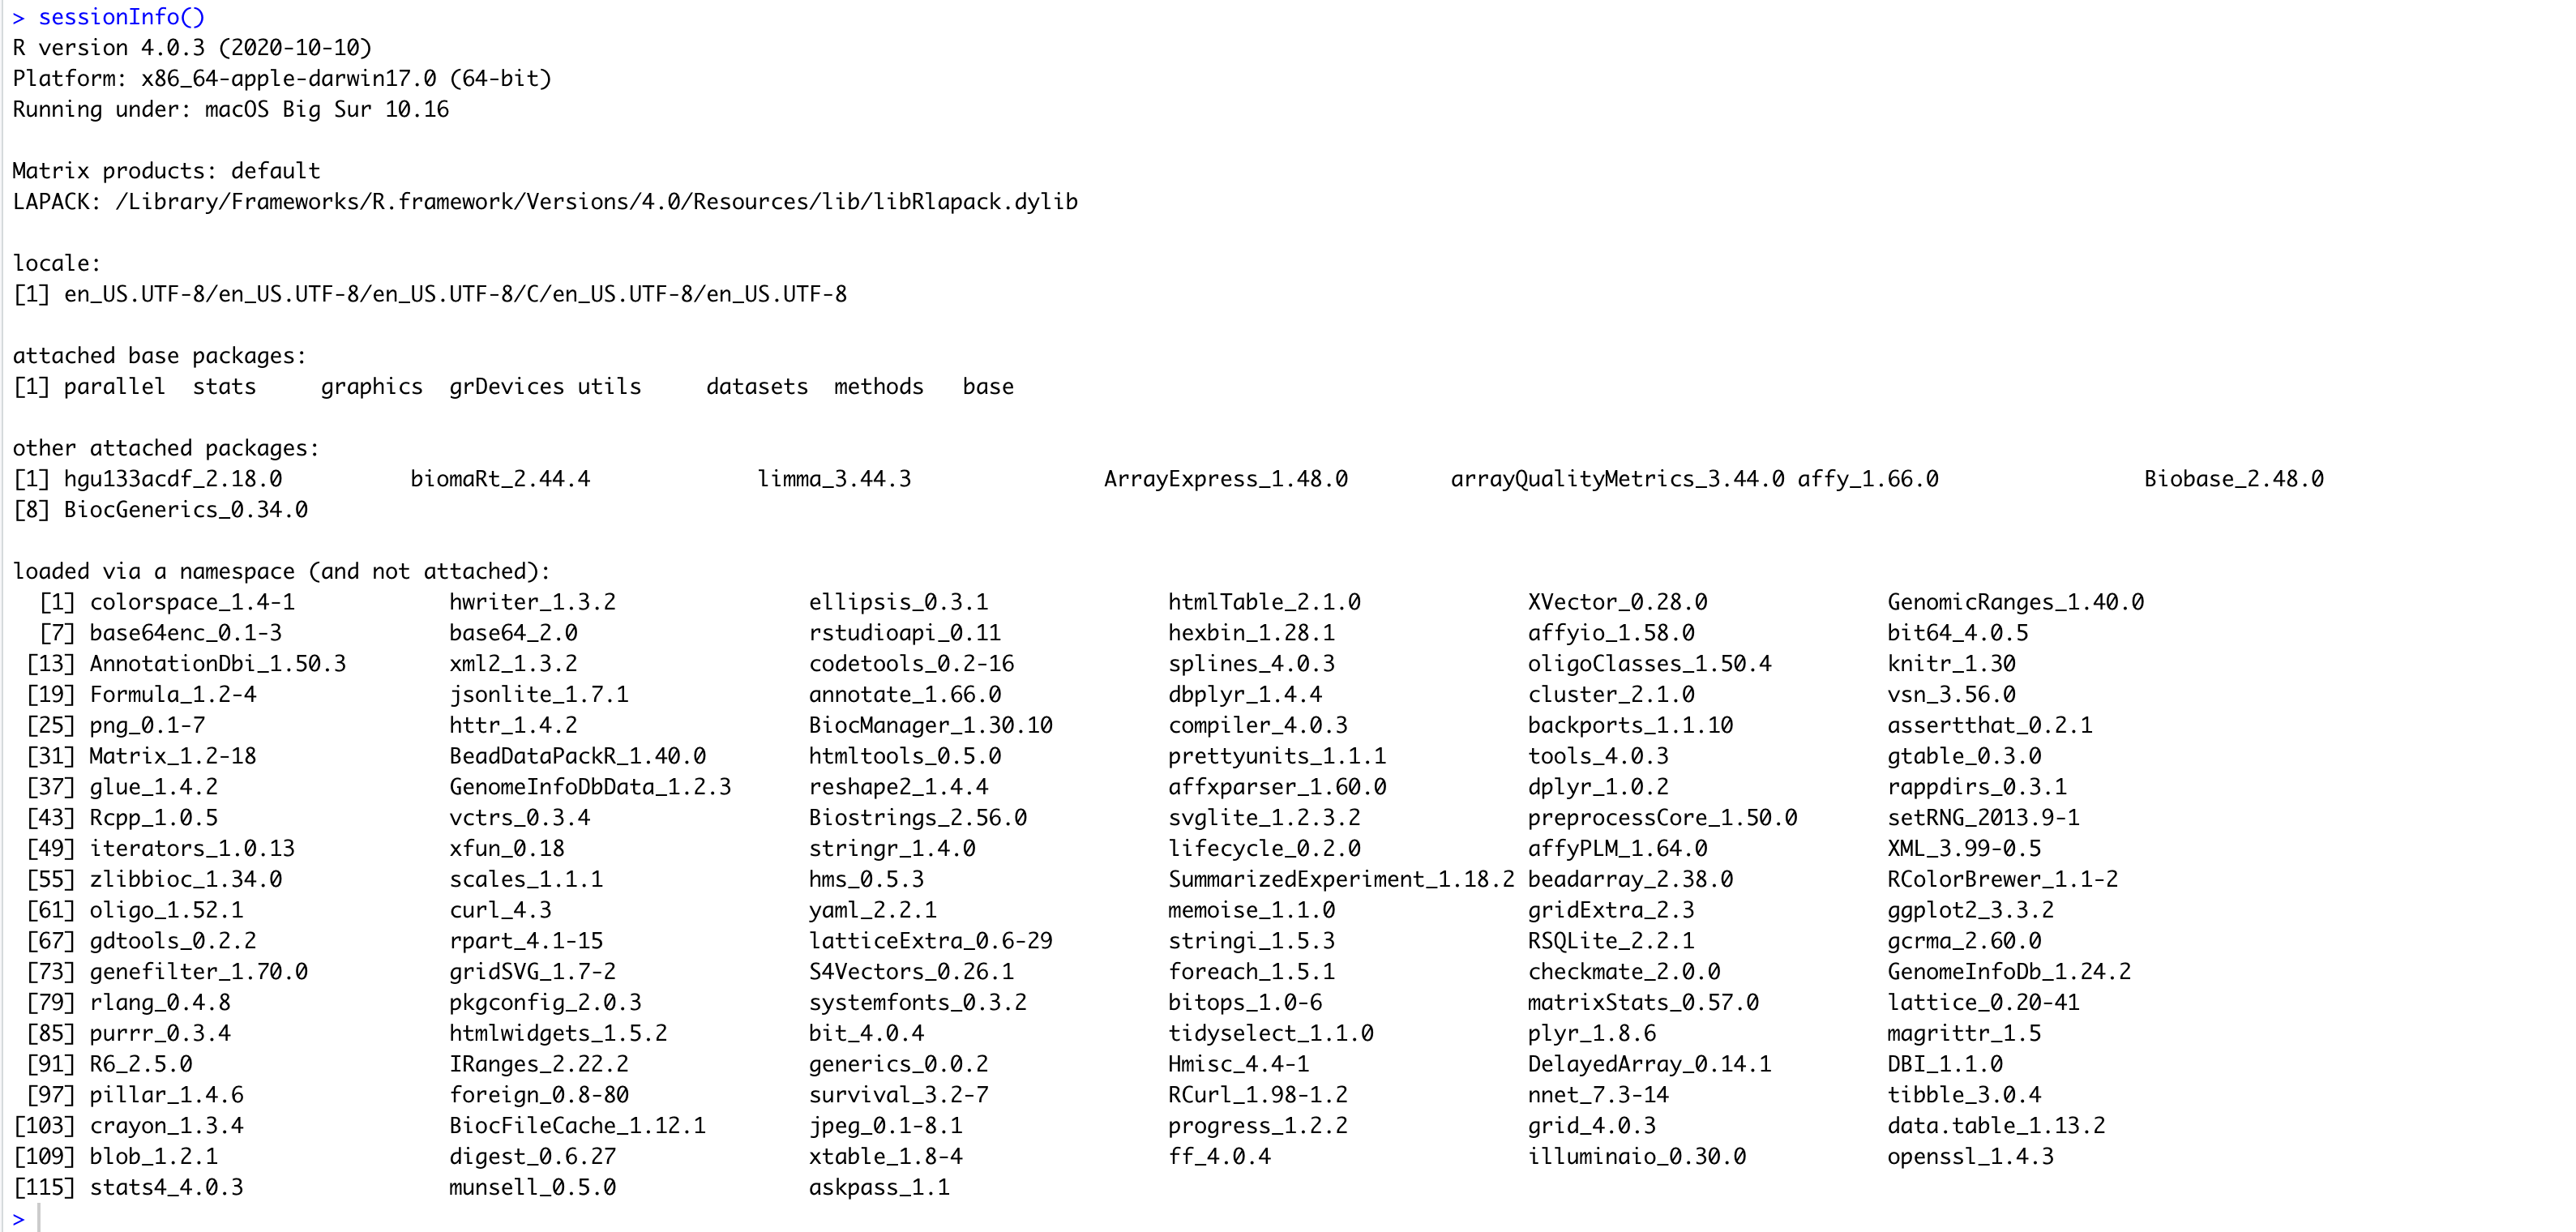 > sessionInfo()
R version 4.0.3 (2020-10-10)
Platform: x86_64-apple-darwin17.0 (64-bit)
Running under: macOS Big Sur 10.16

Matrix products: default
LAPACK: /Library/Frameworks/R.framework/Versions/4.0/Resources/lib/libRlapack.dylib

locale:
[1] en_US.UTF-8/en_US.UTF-8/en_US.UTF-8/C/en_US.UTF-8/en_US.UTF-8

attached base packages:
[1] parallel  stats     graphics  grDevices utils     datasets  methods   base

other attached packages:
[1] hgu133acdf_2.18.0          biomaRt_2.44.4             limma_3.44.3               ArrayExpress_1.48.0        arrayQualityMetrics_3.44.0 affy_1.66.0                Biobase_2.48.0
[8] BiocGenerics_0.34.0

loaded via a namespace (and not attached):
  [1] colorspace_1.4-1            hwriter_1.3.2               ellipsis_0.3.1              htmlTable_2.1.0             XVector_0.28.0              GenomicRanges_1.40.0
  [7] base64enc_0.1-3             base64_2.0                  rstudioapi_0.11             hexbin_1.28.1               affyio_1.58.0               bit64_4.0.5
 [13] AnnotationDbi_1.50.3        xml2_1.3.2                  codetools_0.2-16            splines_4.0.3               oligoClasses_1.50.4         knitr_1.30
 [19] Formula_1.2-4               jsonlite_1.7.1              annotate_1.66.0             dbplyr_1.4.4                cluster_2.1.0               vsn_3.56.0
 [25] png_0.1-7                   httr_1.4.2                  BiocManager_1.30.10         compiler_4.0.3              backports_1.1.10            assertthat_0.2.1
 [31] Matrix_1.2-18               BeadDataPackR_1.40.0        htmltools_0.5.0             prettyunits_1.1.1           tools_4.0.3                 gtable_0.3.0
 [37] glue_1.4.2                  GenomeInfoDbData_1.2.3      reshape2_1.4.4              affxparser_1.60.0           dplyr_1.0.2                 rappdirs_0.3.1
 [43] Rcpp_1.0.5                  vctrs_0.3.4                 Biostrings_2.56.0           svglite_1.2.3.2             preprocessCore_1.50.0       setRNG_2013.9-1
 [49] iterators_1.0.13            xfun_0.18                   stringr_1.4.0               lifecycle_0.2.0             affyPLM_1.64.0              XML_3.99-0.5
 [55] zlibbioc_1.34.0             scales_1.1.1                hms_0.5.3                   SummarizedExperiment_1.18.2 beadarray_2.38.0            RColorBrewer_1.1-2
 [61] oligo_1.52.1                curl_4.3                    yaml_2.2.1                  memoise_1.1.0               gridExtra_2.3               ggplot2_3.3.2
 [67] gdtools_0.2.2               rpart_4.1-15                latticeExtra_0.6-29         stringi_1.5.3               RSQLite_2.2.1               gcrma_2.60.0
 [73] genefilter_1.70.0           gridSVG_1.7-2               S4Vectors_0.26.1            foreach_1.5.1               checkmate_2.0.0             GenomeInfoDb_1.24.2
 [79] rlang_0.4.8                 pkgconfig_2.0.3             systemfonts_0.3.2           bitops_1.0-6                matrixStats_0.57.0          lattice_0.20-41
 [85] purrr_0.3.4                 htmlwidgets_1.5.2           bit_4.0.4                   tidyselect_1.1.0            plyr_1.8.6                  magrittr_1.5
 [91] R6_2.5.0                    IRanges_2.22.2              generics_0.0.2              Hmisc_4.4-1                 DelayedArray_0.14.1         DBI_1.1.0
 [97] pillar_1.4.6                foreign_0.8-80              survival_3.2-7              RCurl_1.98-1.2              nnet_7.3-14                 tibble_3.0.4
[103] crayon_1.3.4                BiocFileCache_1.12.1        jpeg_0.1-8.1                progress_1.2.2              grid_4.0.3                  data.table_1.13.2
[109] blob_1.2.1                  digest_0.6.27               xtable_1.8-4                ff_4.0.4                    illuminaio_0.30.0           openssl_1.4.3
[115] stats4_4.0.3                munsell_0.5.0               askpass_1.1
>